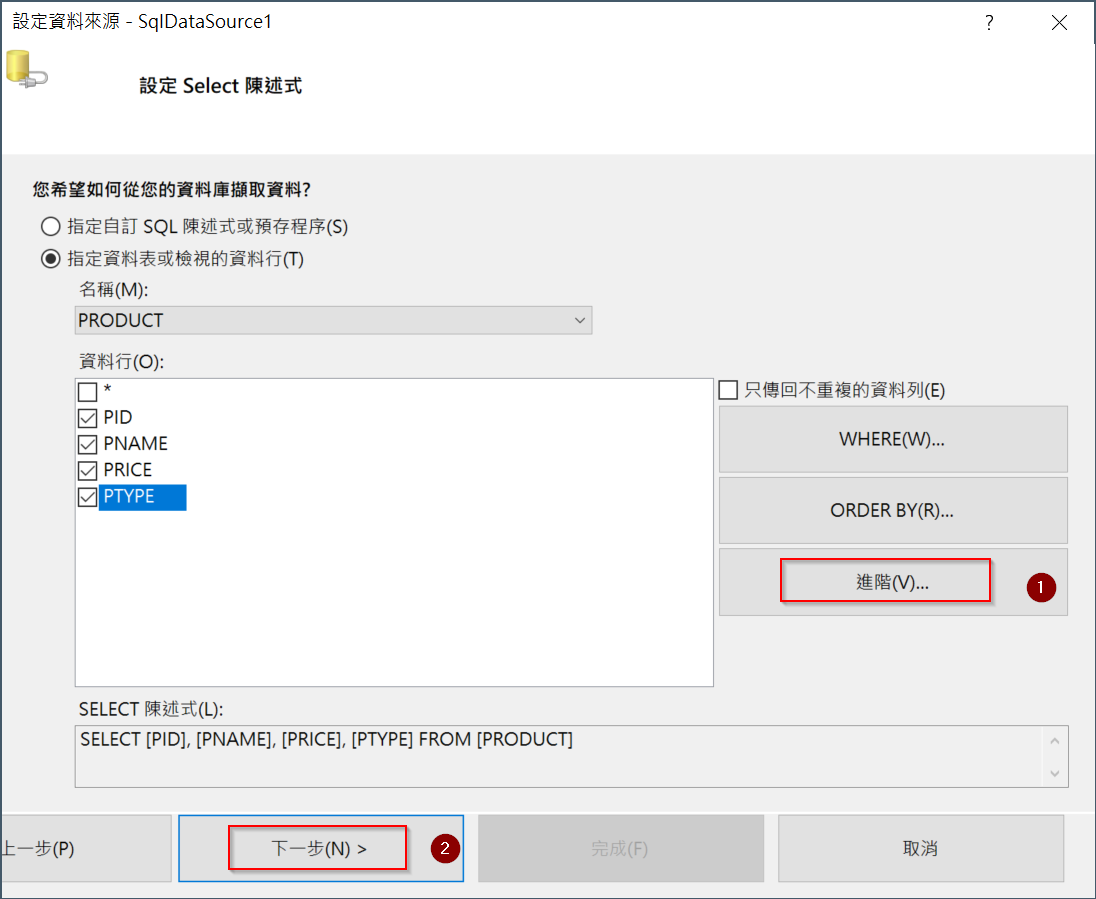 設定資料來源 - SqlDataSource1
?
設定 Select 陳述式
您希望如何從您的資料庫擷取資料?
指定自訂 SQL 陳述式或預存程序(S)
指定資料表或檢視的資料行(T)
名稱(M):
PRODUCT
資料行(O):
*
只傳回不重複的資料列(E)
PID
PNAME
WHERE(W)...
PRICE
PTYPE
ORDER BY(R)...
進階(V)...
1
SELECT 陳述式(L):
SELECT [PID], [PNAME], [PRICE], [PTYPE] FROM [PRODUCT]
上一步(P)
下一步(N) >
2
完成(F)
取消